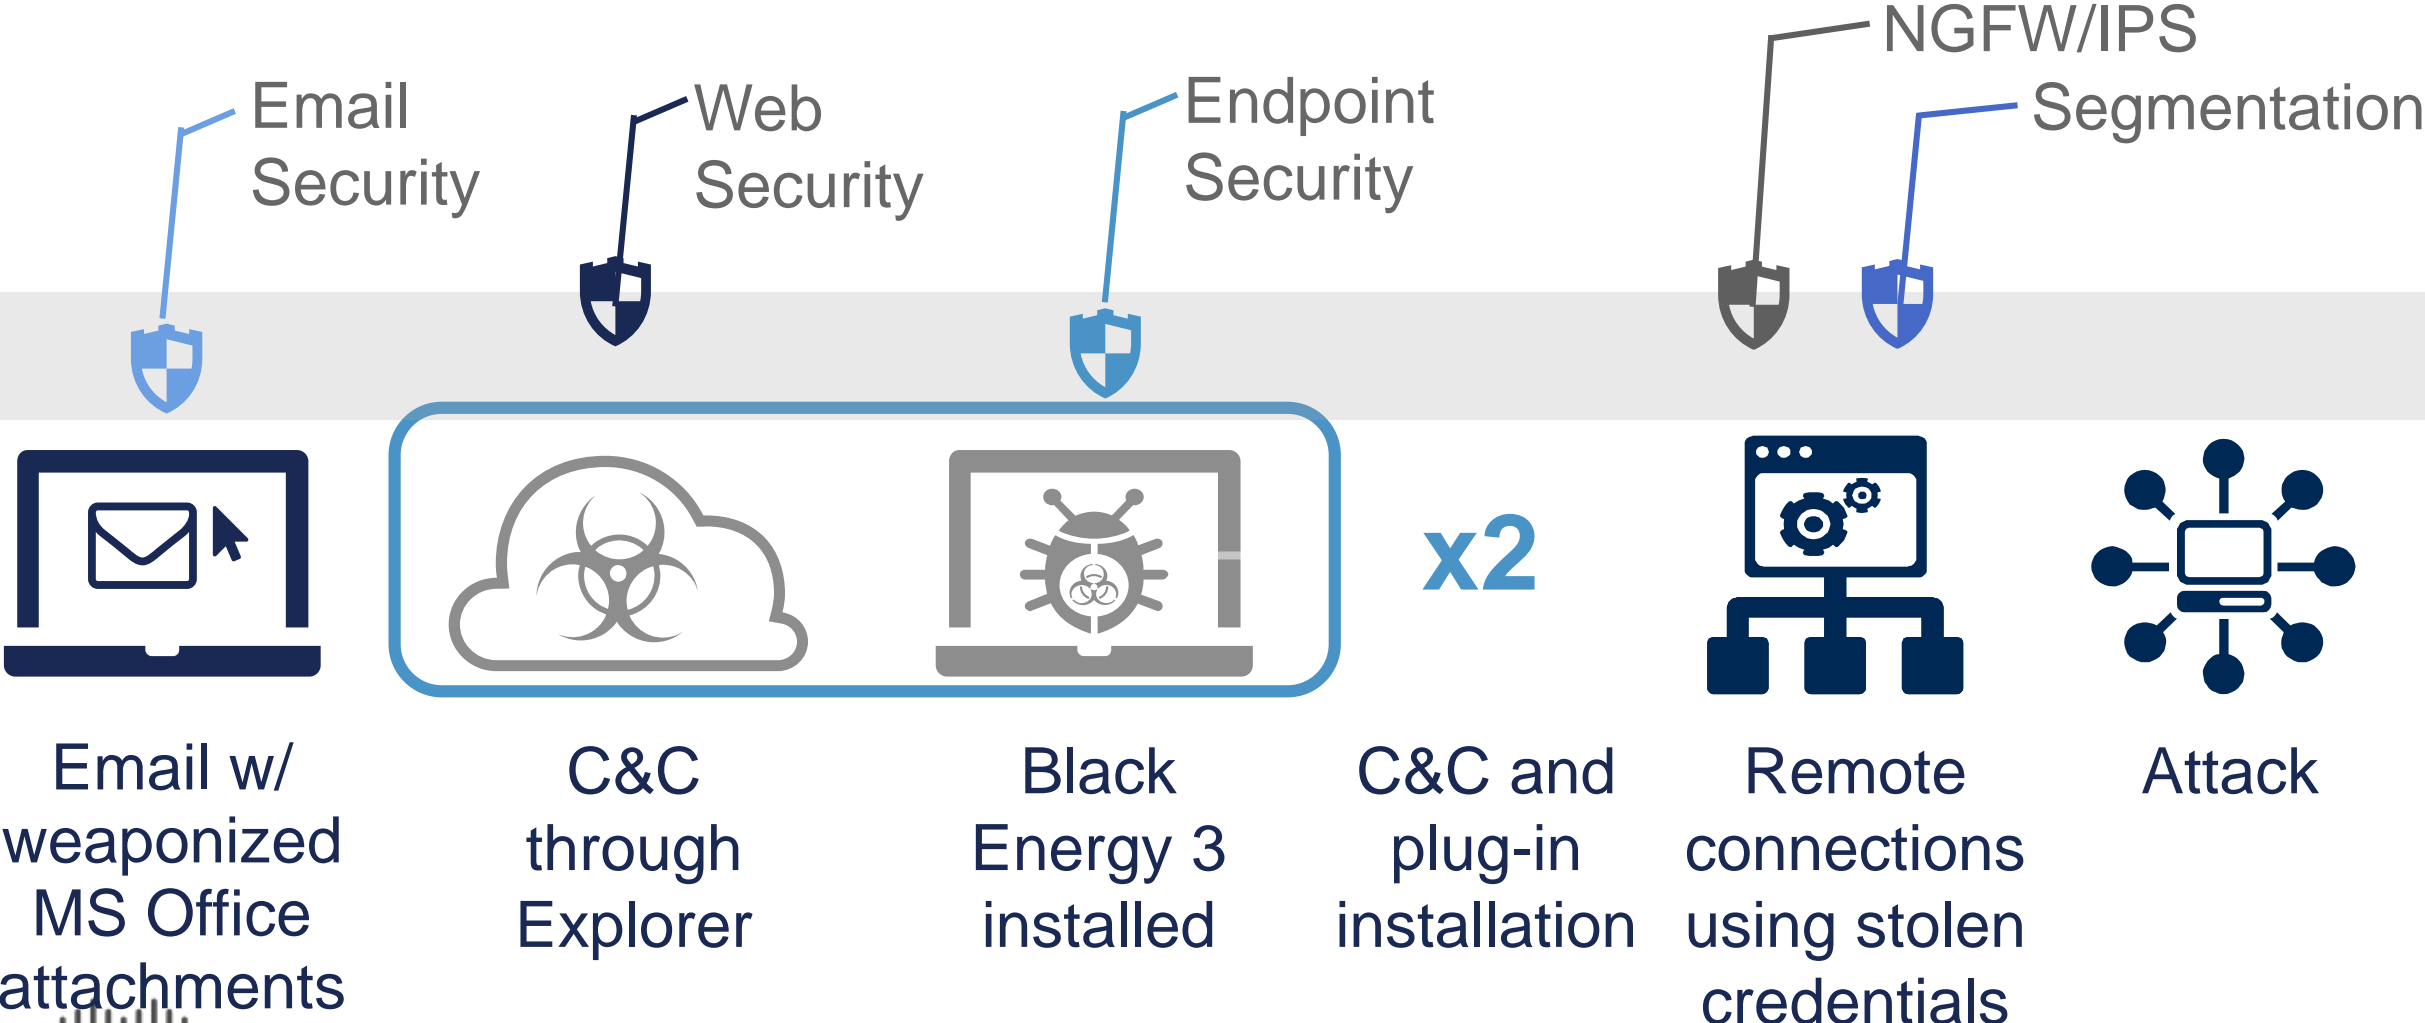 NGFW/IPS
Segmentation
Email
Security
Web
Security
Endpoint
Security
x2
Email w/
weaponized
MS Office
attachments
C&C
through
Explorer
Black
Energy 3
installed
C&C and
plug-in
installation
Remote
connections
using stolen
credentials
Attack